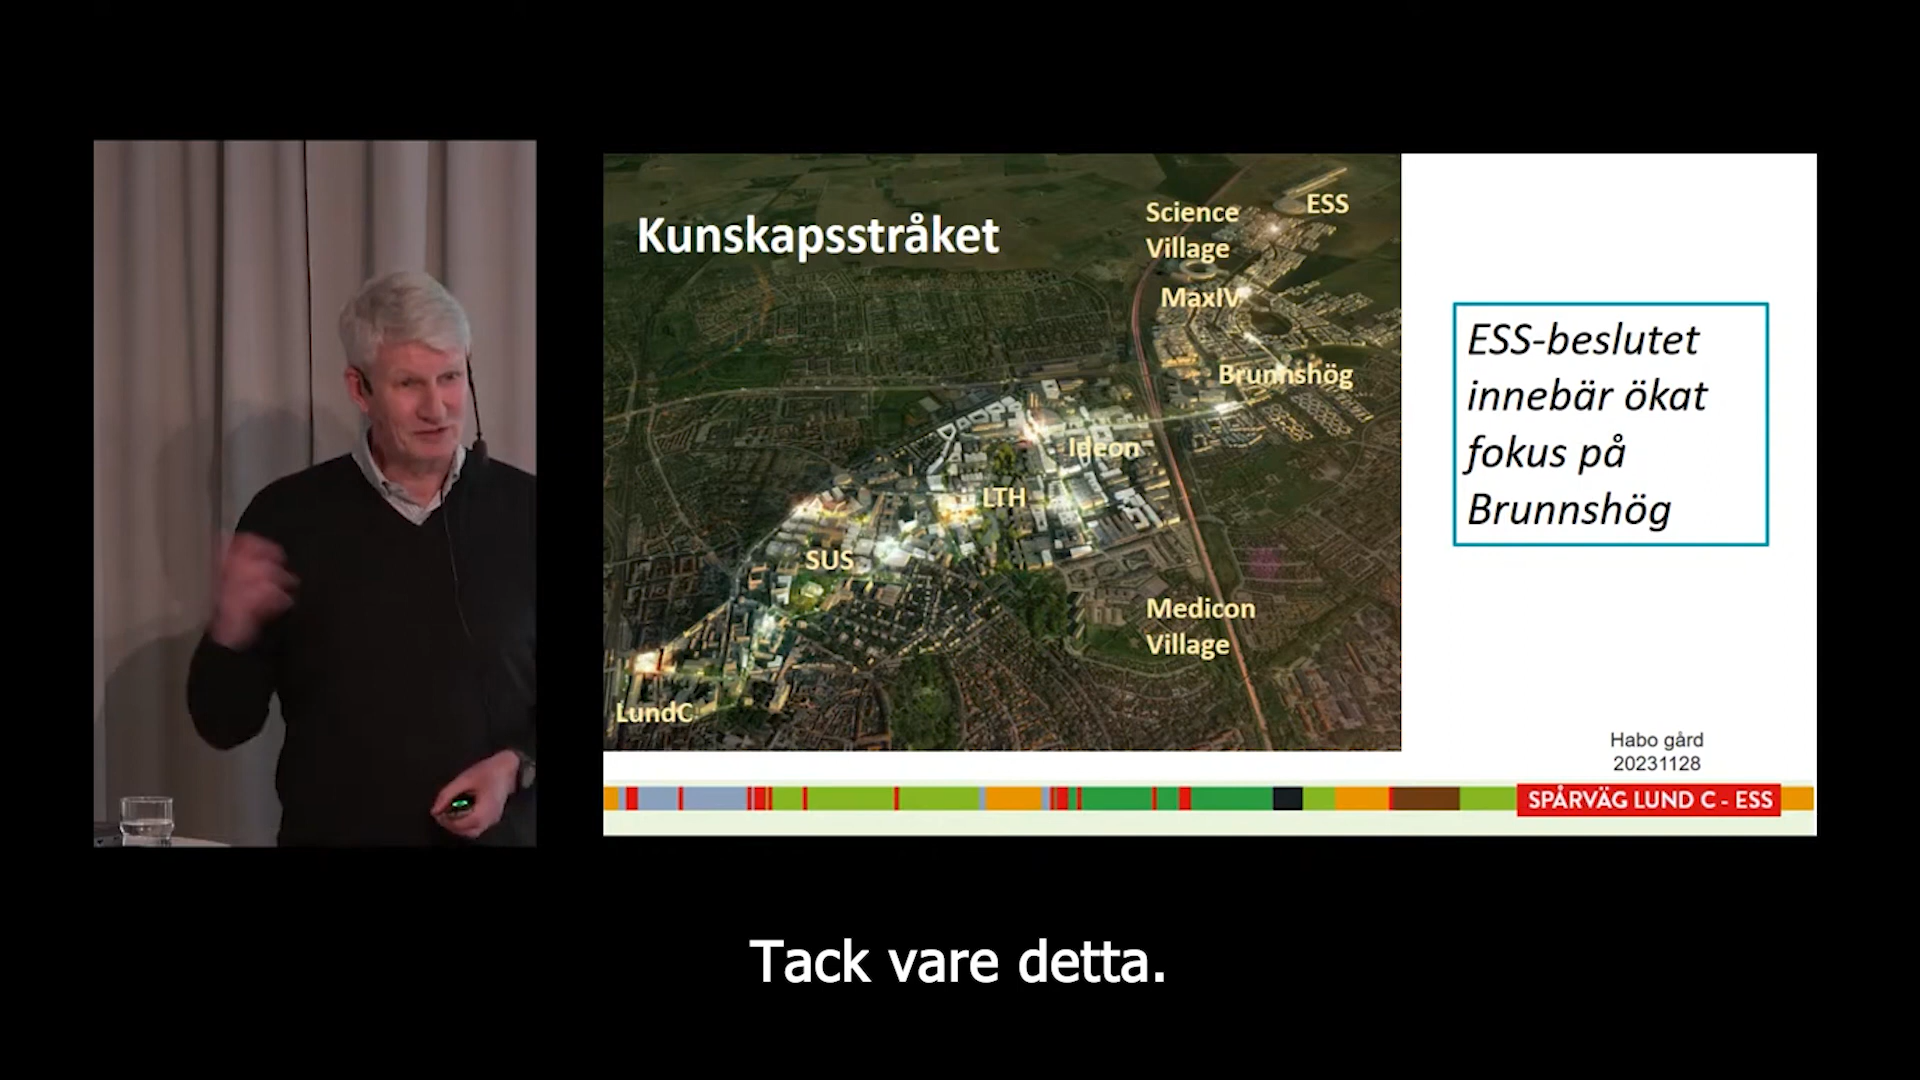 Kunskapsstråket
Science
Village
ESS
MaxIV
Brunnshög
Ideon
LTH
SUS
Medicon
Village
LundC
ESS-beslutet
innebär ökat
fokus på
Brunnshög
Habo gård
20231128
SPÅRVÄG LUND C - ESS
Tack vare detta.